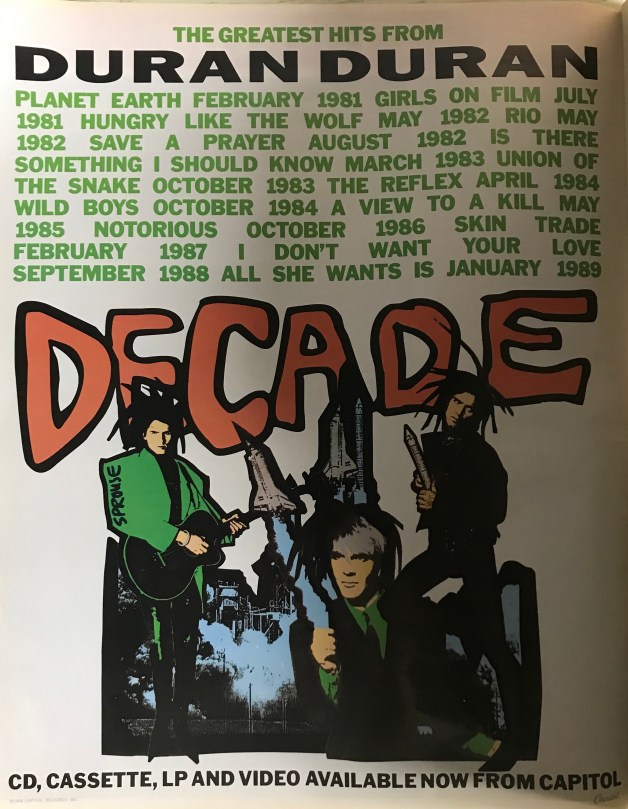 THE GREATEST HITS FROM
DURAN DURAN
PLANET EARTH FEBRUARY 1981 GIRLS ON FILM JULY
1981 HUNGRY LIKE THE WOLF MAY 1982 RIO MAY
1982 SAVE A PRAYER AUGUST 1982 IS THERE
SOMETHING I SHOULD KNOW MARCH 1983 UNION OF
THE SNAKE OCTOBER 1983 THE REFLEX APRIL 1984
WILD BOYS OCTOBER 1984 A VIEW TO A KILL MAY
1985 NOTORIOUS OCTOBER 1986 SKIN TRADE
FEBRUARY 1987 I DON'T WANT YOUR LOVE
SEPTEMBER 1988 ALL SHE WANTS IS JANUARY 1989
DECADE
SPROUSE
CD, CASSETTE, LP AND VIDEO AVAILABLE NOW FROM CAPITOL